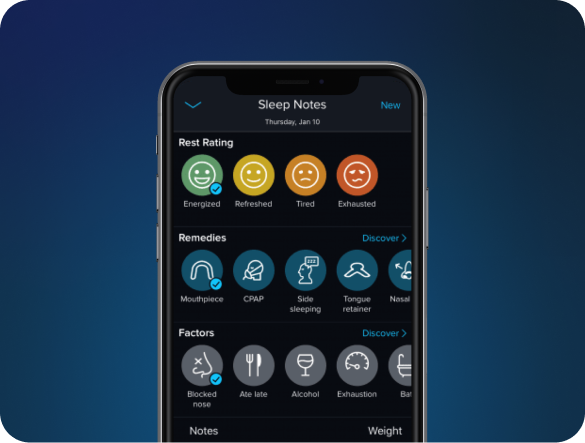 Sleep Notes
New
Thursday, Jan 10
Rest Rating
Energized Refreshed Tired Exhausted
Remedies Discover
Mouthpiece CPAP Side Tongue Nasal
sleeping retainer
Factors Discover
Blocked Ate late Alcohol Exhaustion
nose
Notes Weight